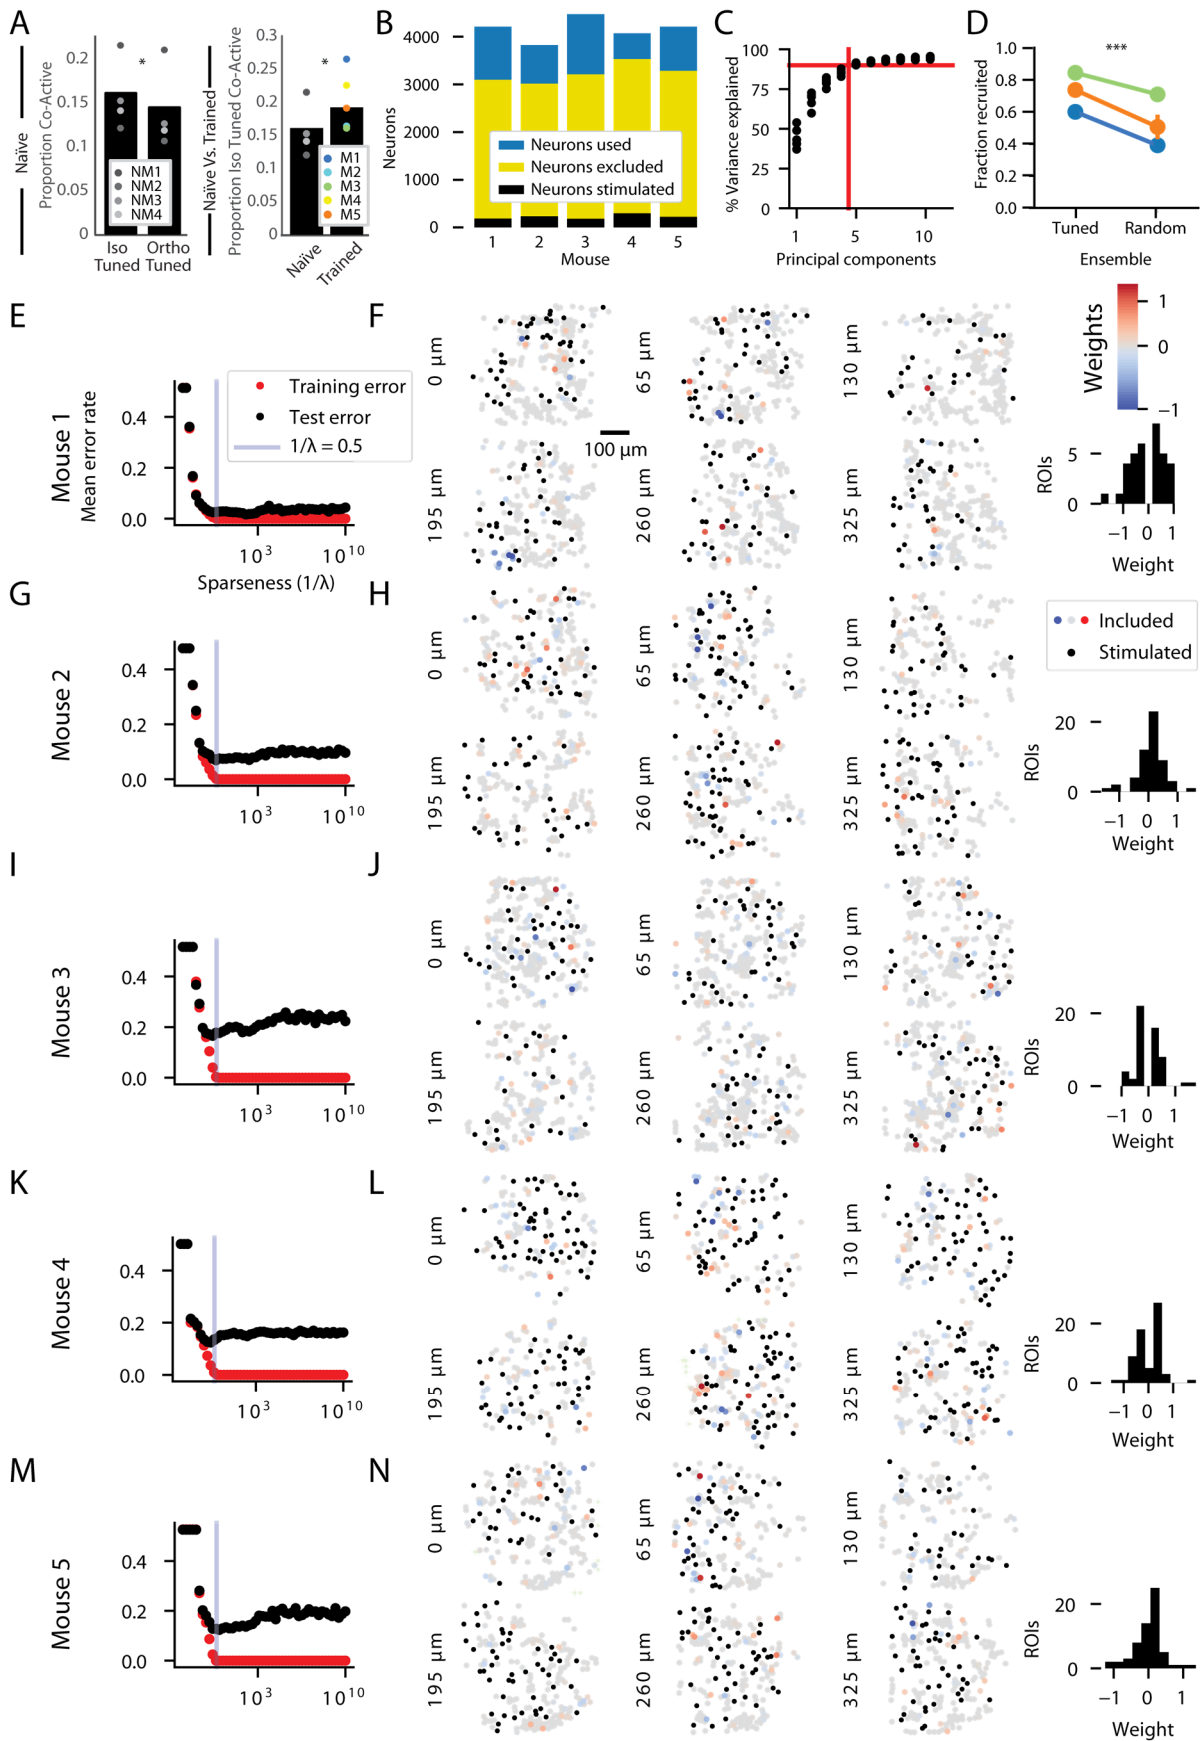 A
Naïve
Proportion Co-Active
0.2
0.15
0.1
0.05
0
*
NM1
NM2
NM3
NM4
Iso Tuned
Ortho Tuned
Naïve Vs. Trained
Proportion Iso Tuned Co-Active
0.3
0.25
0.2
0.15
0.1
0.05
0
*
M1
M2
M3
M4
M5
Naïve
Trained
B
Neurons
4000
3000
2000
1000
0
Neurons used
Neurons excluded
Neurons stimulated
1 2 3 4 5
Mouse
C
% Variance explained
100
75
50
25
0
1 5 10
Principal components
D
Fraction recruited
1.0
0.8
0.6
0.4
0.2
0.0
***
Tuned Random
Ensemble
E
Mouse 1
Mean error rate
0.4
0.2
0.0
Training error
Test error
1/λ = 0.5
10³ 10¹⁰
Sparseness (1/λ)
F
0 µm
65 µm
130 µm
100 µm
195 µm
260 µm
325 µm
Weights
1
0
−1
ROIs
5
0
−1 0 1
Weight
G
Mouse 2
0.4
0.2
0.0
10³ 10¹⁰
H
0 µm
65 µm
130 µm
195 µm
260 µm
325 µm
Included
Stimulated
ROIs
20
0
−1 0 1
Weight
I
Mouse 3
0.4
0.2
0.0
10³ 10¹⁰
J
0 µm
65 µm
130 µm
195 µm
260 µm
325 µm
ROIs
20
0
−1 0 1
Weight
K
Mouse 4
0.4
0.2
0.0
10³ 10¹⁰
L
0 µm
65 µm
130 µm
195 µm
260 µm
325 µm
ROIs
20
0
−1 0 1
Weight
M
Mouse 5
0.4
0.2
0.0
10³ 10¹⁰
N
0 µm
65 µm
130 µm
195 µm
260 µm
325 µm
ROIs
20
0
−1 0 1
Weight